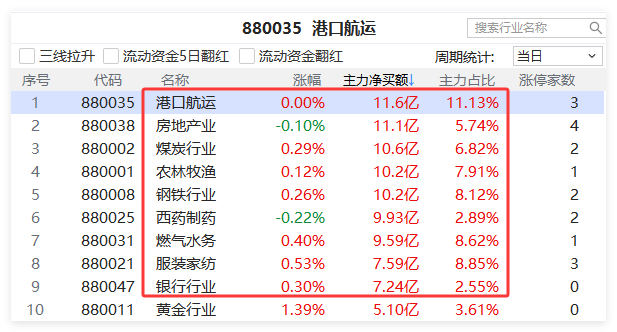 880035 港口航运 搜索行业名称
三线拉升 流动资金5日翻红 流动资金翻红 周期统计: 当日
序号 代码 名称 涨幅 主力净买额↓ 主力占比 涨停家数
1 880035 港口航运 0.00% 11.6亿 11.13% 3
2 880038 房地产业 -0.10% 11.1亿 5.74% 4
3 880002 煤炭行业 0.29% 10.6亿 6.82% 2
4 880001 农林牧渔 0.12% 10.2亿 7.91% 1
5 880008 钢铁行业 0.26% 10.2亿 8.12% 2
6 880025 西药制药 -0.22% 9.93亿 2.89% 2
7 880031 燃气水务 0.40% 9.59亿 8.62% 1
8 880021 服装家纺 0.53% 7.59亿 8.85% 3
9 880047 银行行业 0.30% 7.24亿 2.55% 0
10 880011 黄金行业 1.39% 5.10亿 3.61% 0